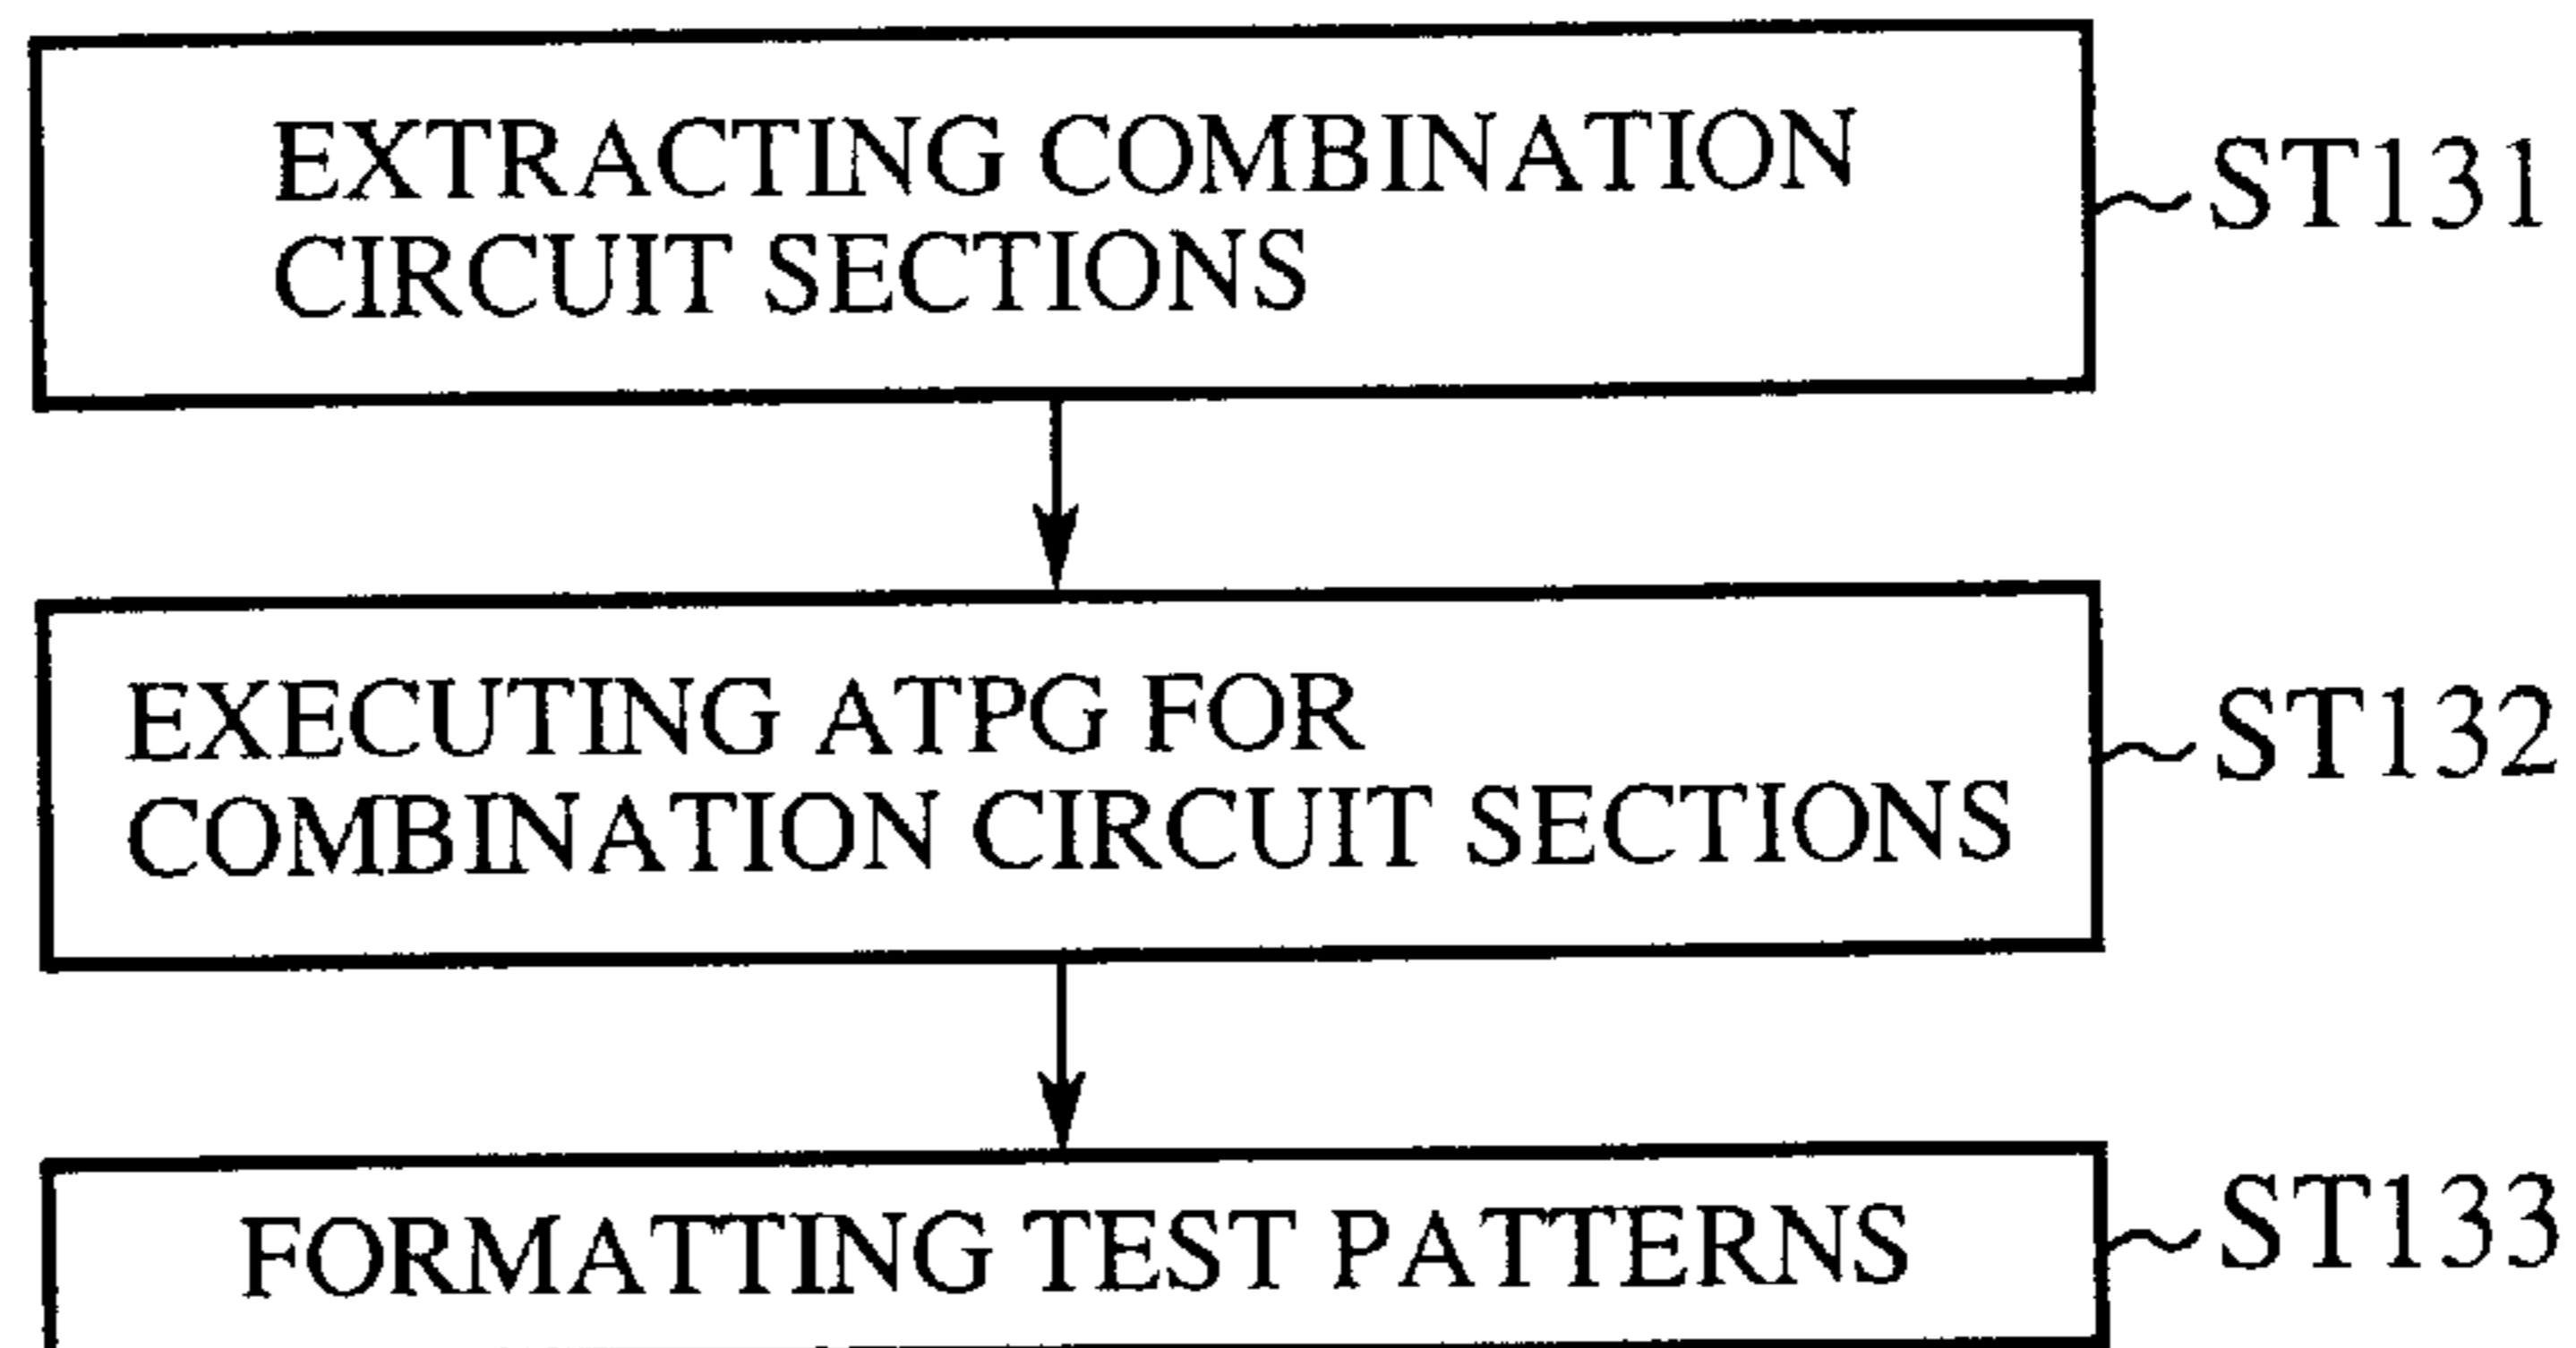 EXTRACTING COMBINATION
CIRCUIT SECTIONS
ST131
EXECUTING ATPG FOR
COMBINATION CIRCUIT SECTIONS
ST132
FORMATTING TEST PATTERNS
ST133